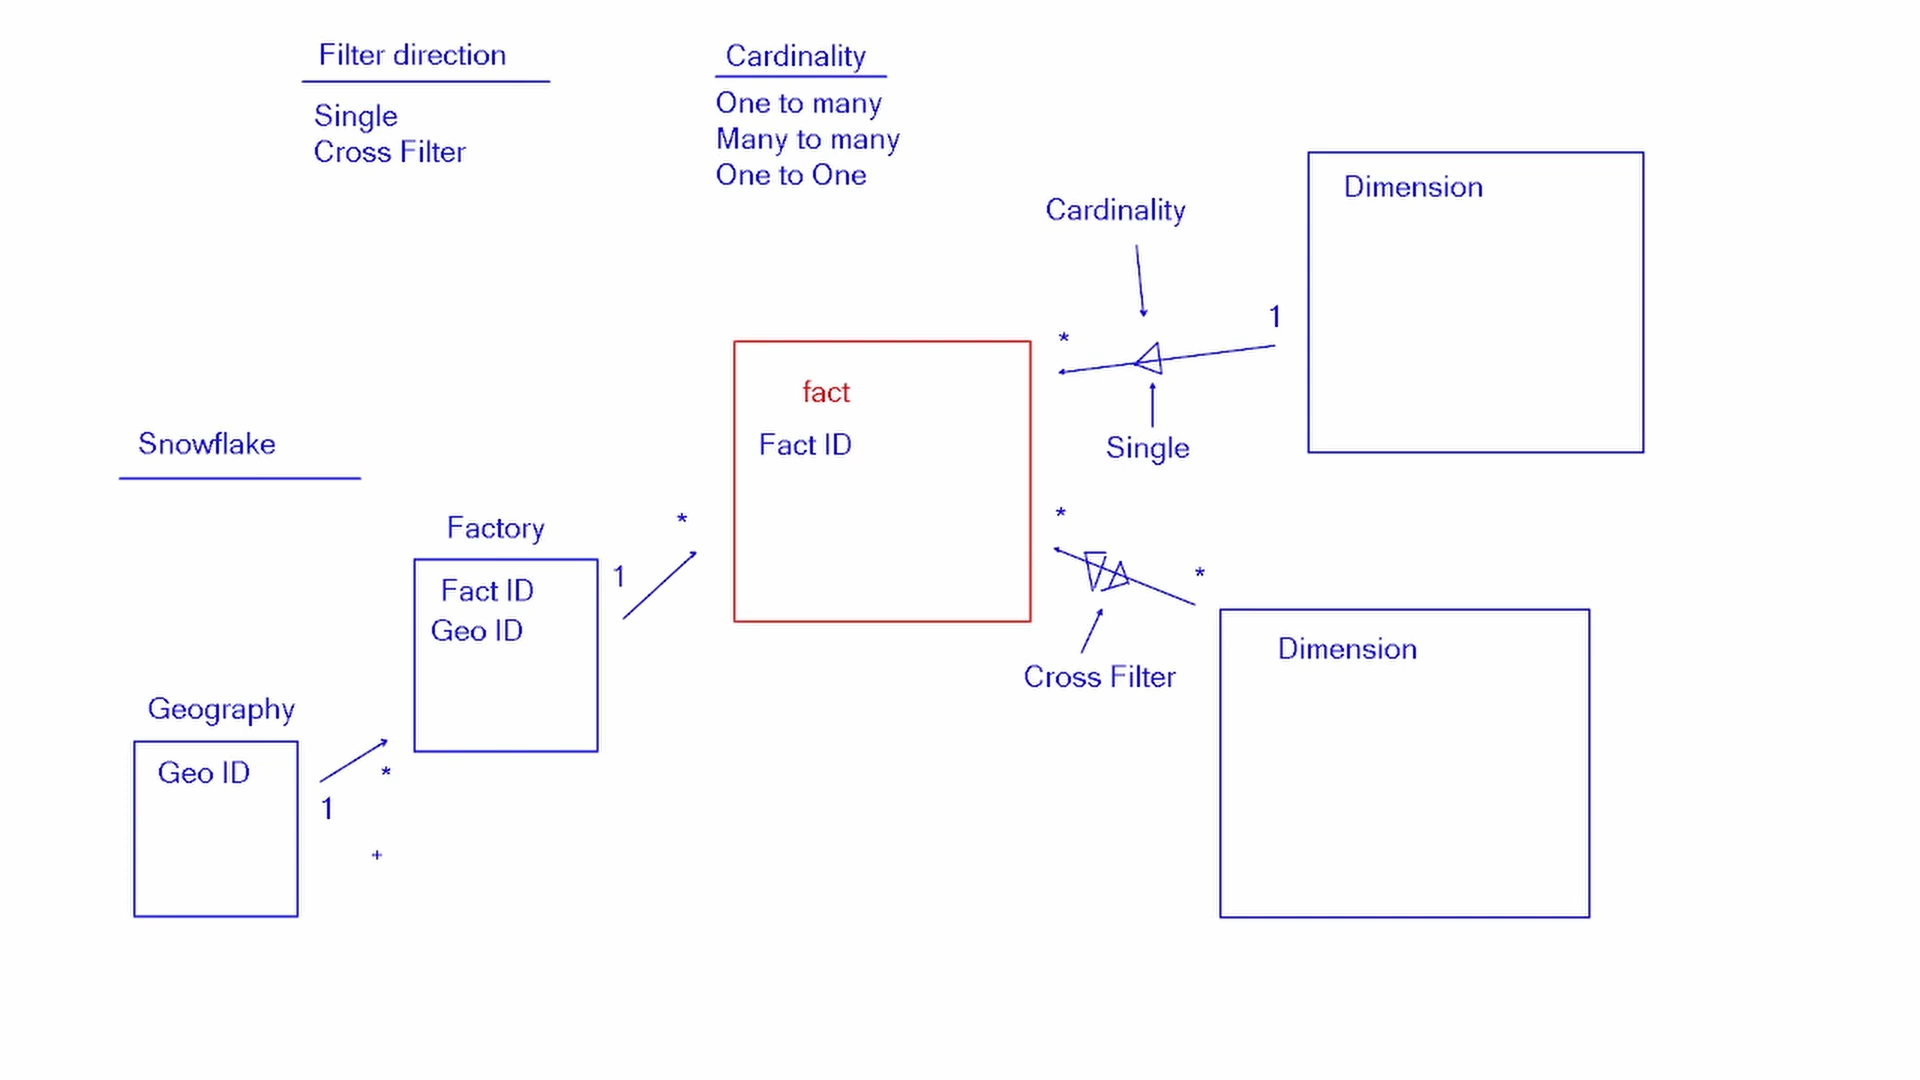 Filter direction
Single
Cross Filter
Cardinality
One to many
Many to many
One to One
Cardinality
*
1
Single
Dimension
fact
Fact ID
Snowflake
Factory
Fact ID
Geo ID
1
*
Geography
Geo ID
1
*
*
*
Cross Filter
Dimension